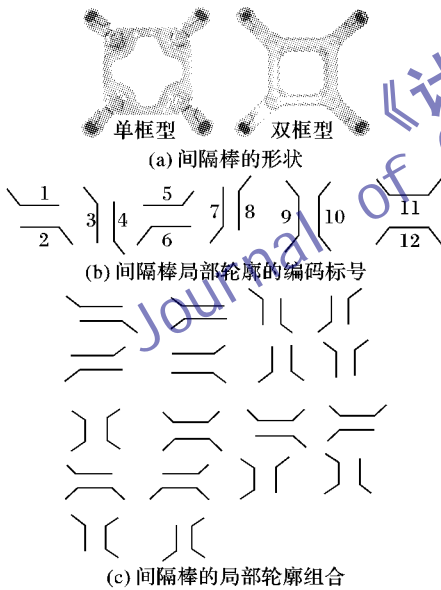 单框型 双框型
(a) 间隔棒的形状
1 3 4 5 7 8 9 10 11
2 6 12
(b) 间隔棒局部轮廓的编码标号
(c) 间隔棒的局部轮廓组合
Journal of